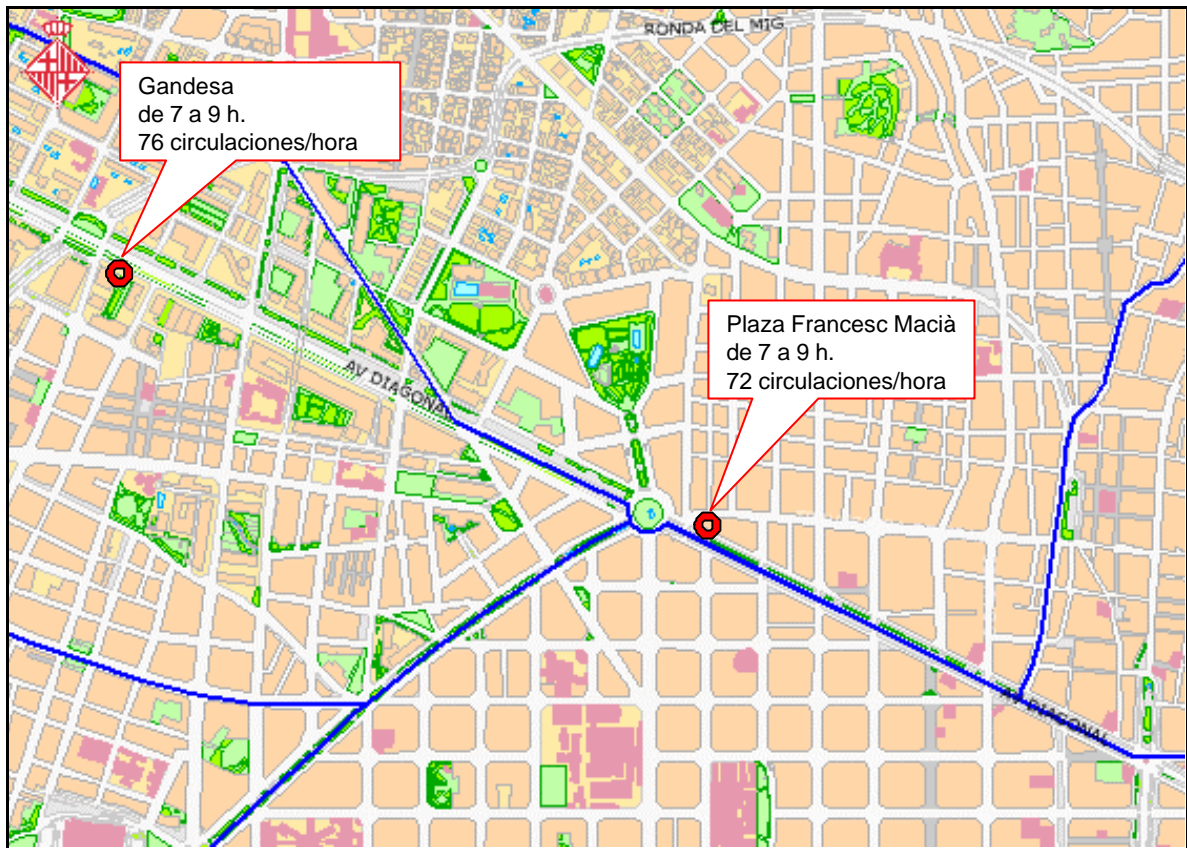 RONDA DEL MIG
Gandesa
de 7 a 9 h.
76 circulaciones/hora
Plaza Francesc Macià
de 7 a 9 h.
72 circulaciones/hora
AV DIAGONAL
AV DIAGONAL